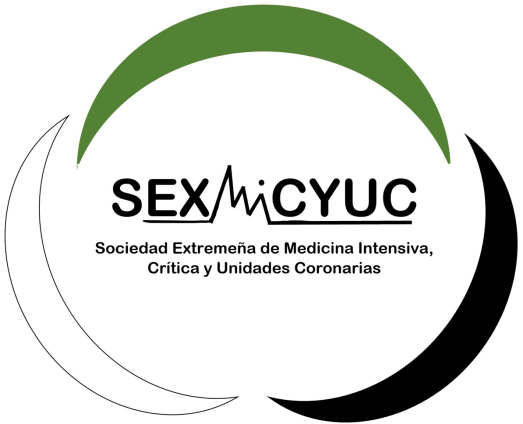 SEXMiCYUC
Sociedad Extremeña de Medicina Intensiva,
Crítica y Unidades Coronarias